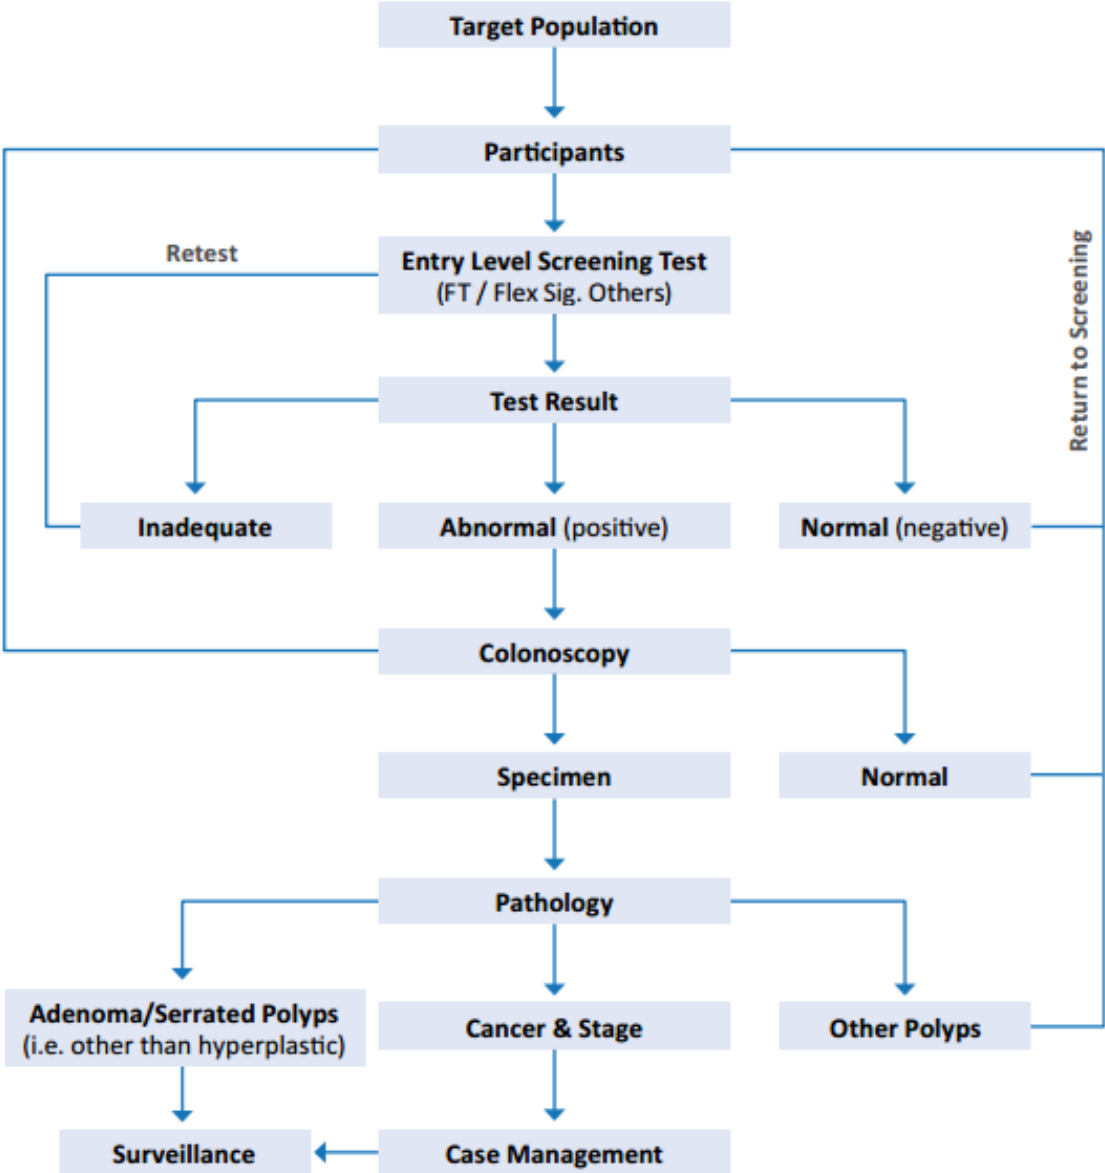 Target Population
Participants
Retest
Entry Level Screening Test
(FT / Flex Sig. Others)
Return to Screening
Test Result
Inadequate
Abnormal (positive)
Normal (negative)
Colonoscopy
Specimen
Normal
Pathology
Adenoma/Serrated Polyps
(i.e. other than hyperplastic)
Cancer & Stage
Other Polyps
Surveillance
Case Management